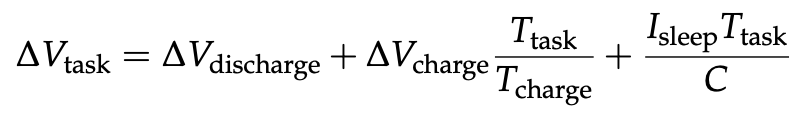 ΔV_task = ΔV_discharge + ΔV_charge T_task/T_charge + I_sleep T_task/C